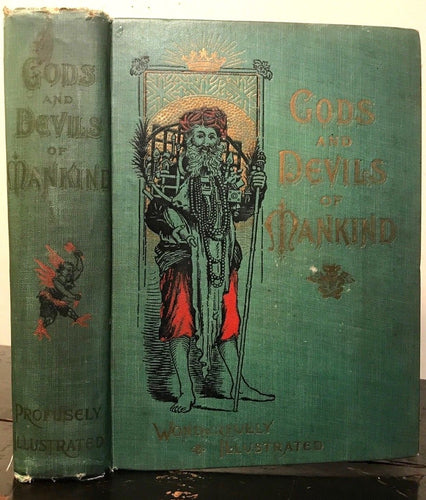 GODS
AND
DEVILS
OF
MANKIND
PROFUSELY
ILLUSTRATED
GODS
AND
DEVILS
OF
MANKIND
WONDERFULLY
ILLUSTRATED